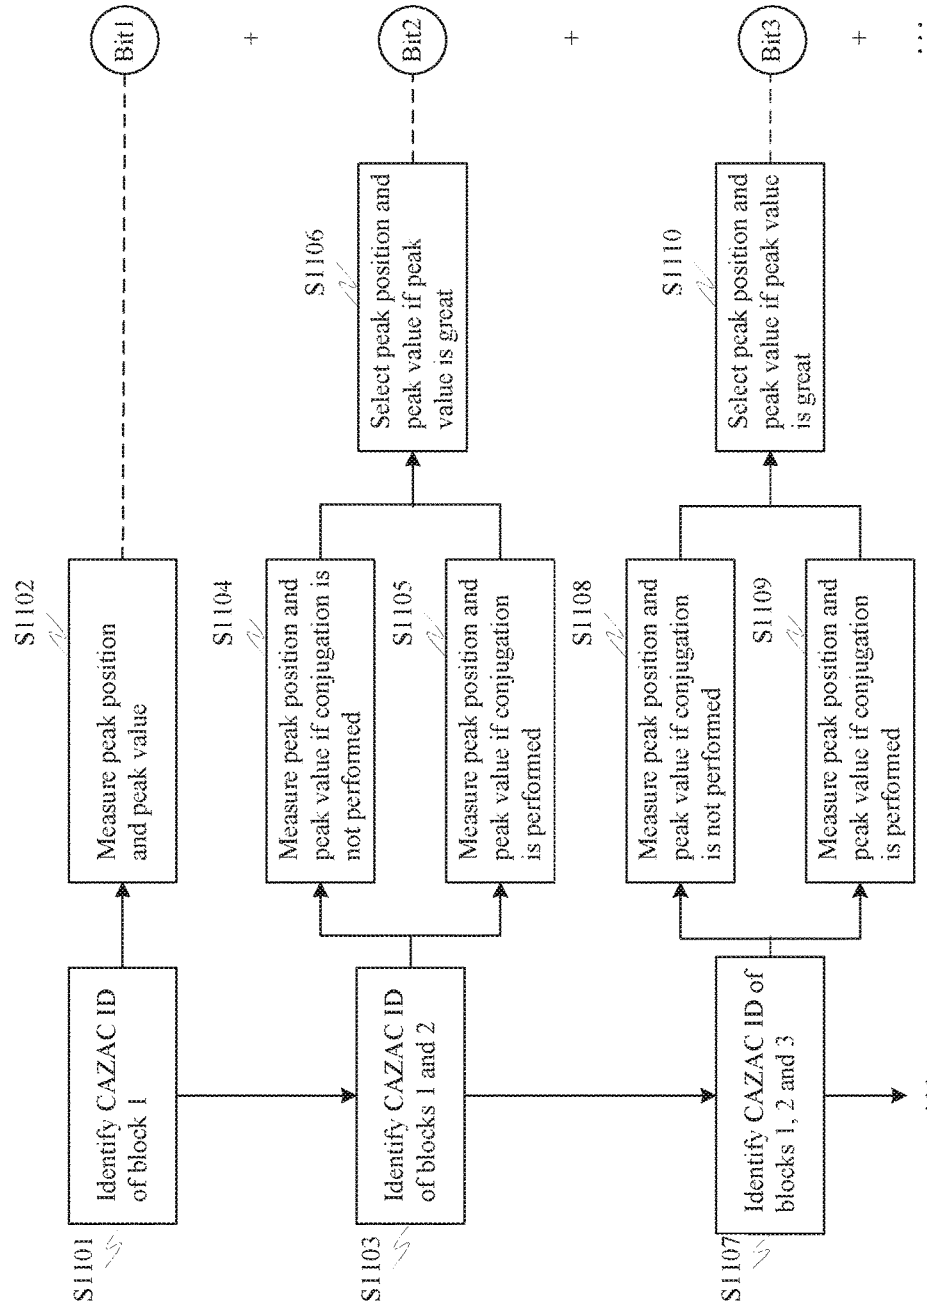 S1101
Identify CAZAC ID
of block 1
S1102
Measure peak position
and peak value
Bit1
+
S1103
Identify CAZAC ID
of blocks 1 and 2
S1104
Measure peak position and
peak value if conjugation is
not performed
S1105
Measure peak position and
peak value if conjugation
is performed
S1106
Select peak position and
peak value if peak
value is great
Bit2
+
S1107
Identify CAZAC ID of
blocks 1, 2 and 3
S1108
Measure peak position and
peak value if conjugation
is not performed
S1109
Measure peak position and
peak value if conjugation
is performed
S1110
Select peak position and
peak value if peak value
is great
Bit3
+
...
...